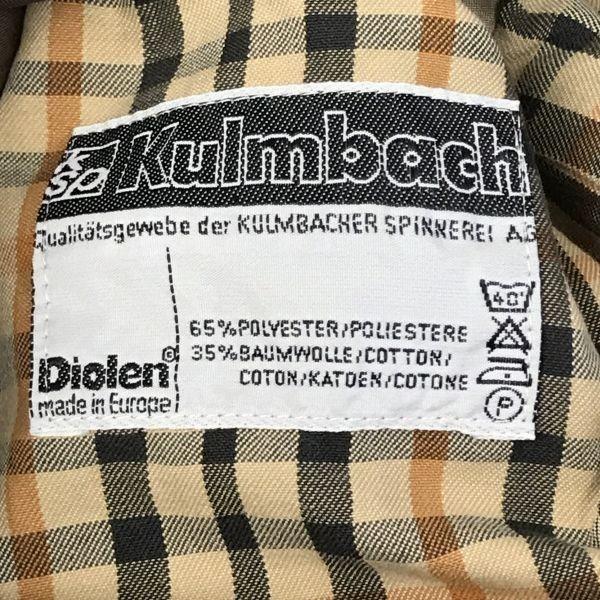 ksp Kulmbach
Qualitätsgewebe der KULMBACHER SPINNEREI AG
65%POLYESTER/POLIESTERE
35%BAUMWOLLE/COTTON/
COTON/KATOEN/COTONE
Diolen®
made in Europe
40°
P